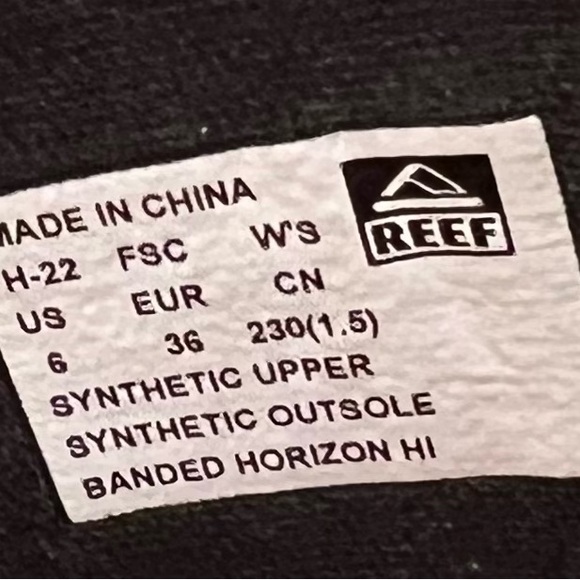 MADE IN CHINA
H-22 FSC W'S
US EUR CN
6 36 230(1.5)
SYNTHETIC UPPER
SYNTHETIC OUTSOLE
BANDED HORIZON HI
REEF